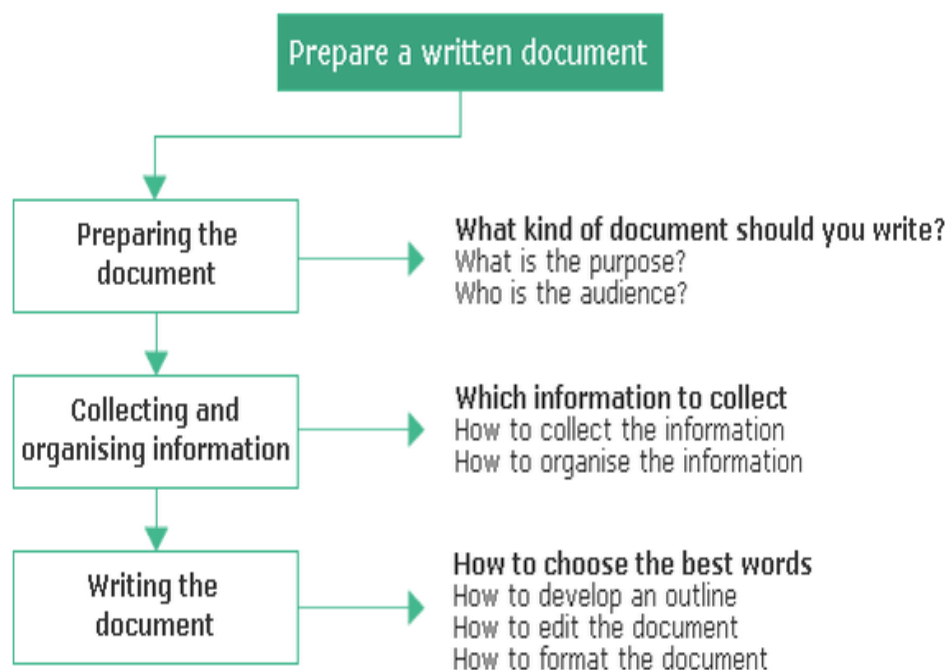 Prepare a written document
Preparing the
document
What kind of document should you write?
What is the purpose?
Who is the audience?
Collecting and
organising information
Which information to collect
How to collect the information
How to organise the information
Writing the
document
How to choose the best words
How to develop an outline
How to edit the document
How to format the document